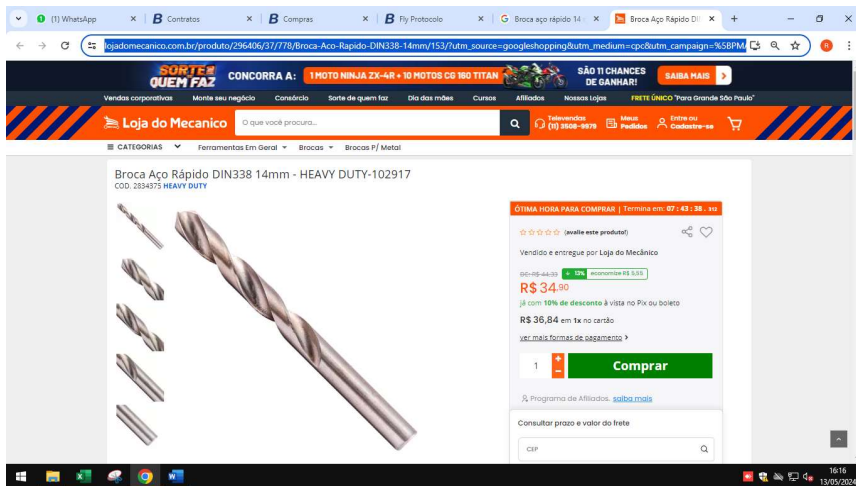 (1) WhatsApp
Contratos
Compras
Fly Protocolo
Broca aço rápido 14
Broca Aço Rápido DI
lojadomecanico.com.br/produto/296406/37/778/Broca-Aco-Rapido-DIN338-14mm/153/?utm_source=googleshopping&utm_medium=cpc&utm_campaign=%5BPM
SORTE É QUEM FAZ
CONCORRA A:
1 MOTO NINJA ZX-4R + 10 MOTOS CG 160 TITAN
SÃO 11 CHANCES
DE GANHAR!
SAIBA MAIS
Vendas corporativas Monte seu negócio Consórcio Sorte de quem faz Dia das mães Cursos Afiliados Nossas Lojas FRETE ÚNICO "Para Grande São Paulo"
Loja do Mecanico
O que você procura...
Televendas
(11) 3508-9979
Meus
Pedidos
Entre ou
Cadastre-se
CATEGORIAS
Ferramentas Em Geral
Brocas
Brocas P/ Metal
Broca Aço Rápido DIN338 14mm - HEAVY DUTY-102917
COD. 2834375 HEAVY DUTY
ÓTIMA HORA PARA COMPRAR | Termina em: 07 : 43 : 38 .
(avalie este produto!)
Vendido e entregue por Loja do Mecânico
DE: R$ 44,33
13%
economize R$ 5,55
R$ 34,90
já com 10% de desconto à vista no Pix ou boleto
R$ 36,84 em 1x no cartão
ver mais formas de pagamento
1
+
-
Comprar
Programa de Afiliados. saiba mais
Consultar prazo e valor do frete
CEP
16:16
13/05/2024